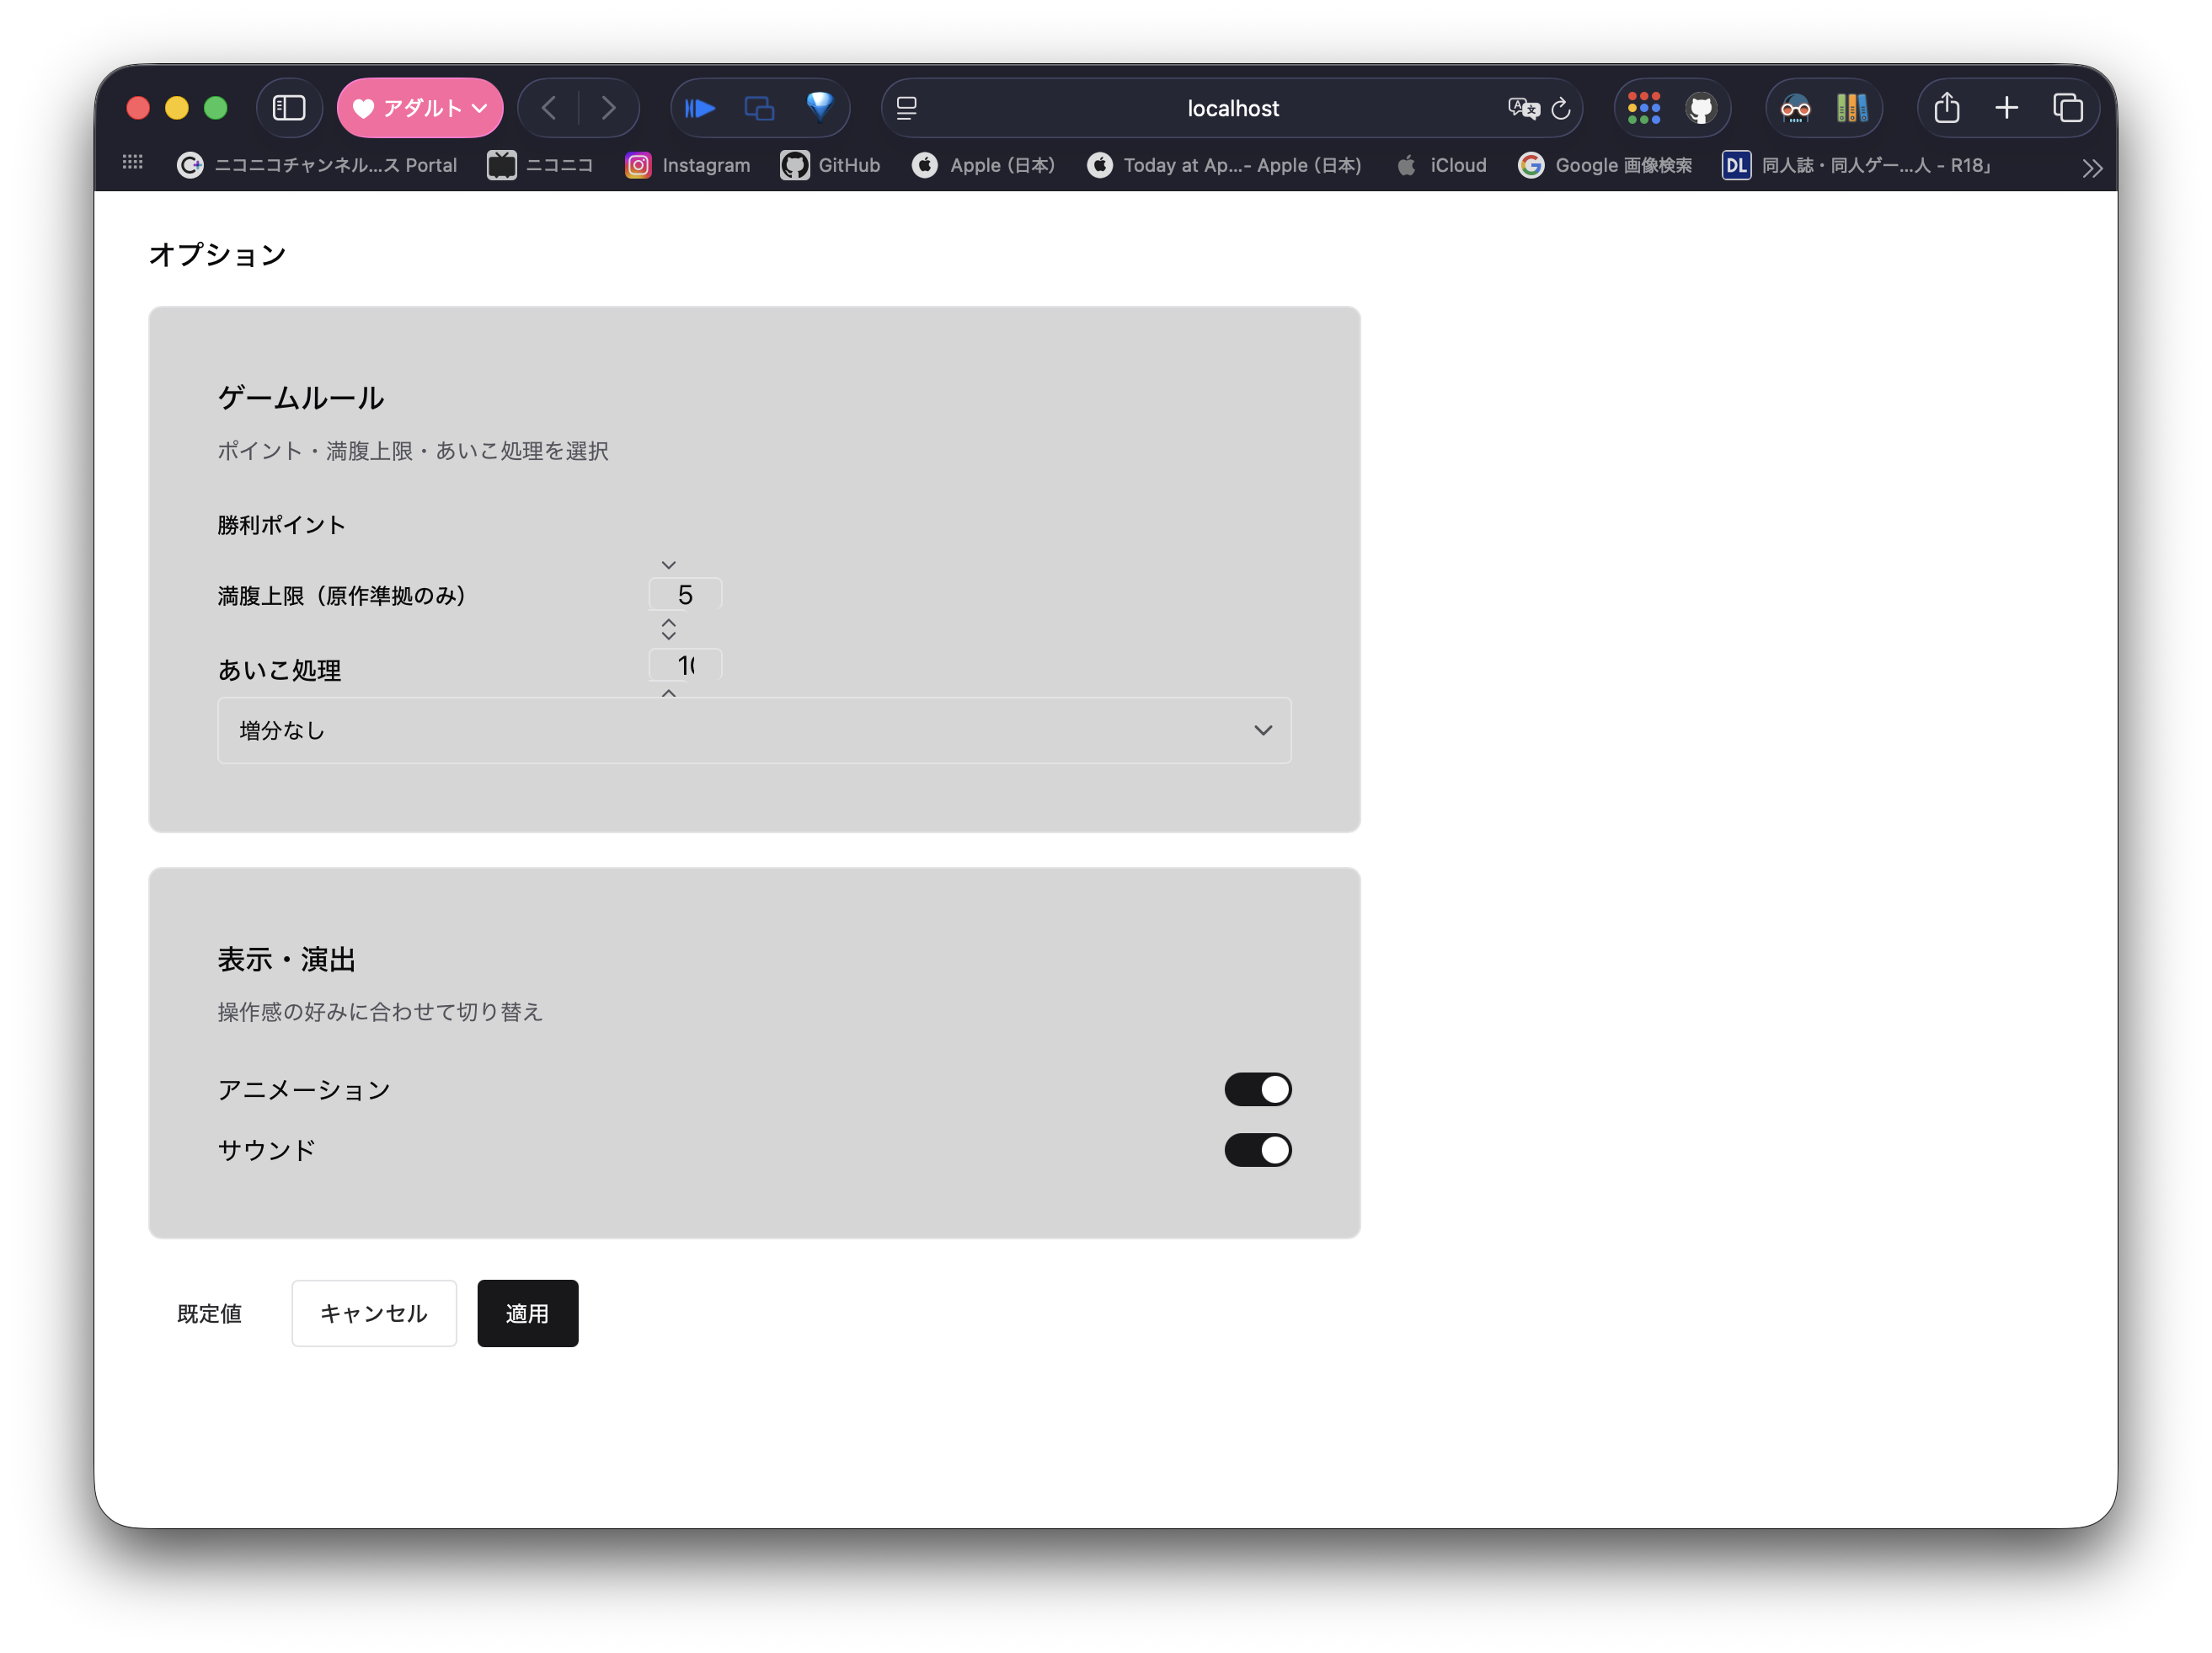 アダルト
localhost
ニコニコチャンネル...ス Portal
ニコニコ
Instagram
GitHub
Apple (日本)
Today at Ap...- Apple (日本)
iCloud
Google 画像検索
DL 同人誌・同人ゲー...人 - R18」
オプション
ゲームルール
ポイント・満腹上限・あいこ処理を選択
勝利ポイント
満腹上限（原作準拠のみ）
5
あいこ処理
増分なし
表示・演出
操作感の好みに合わせて切り替え
アニメーション
サウンド
既定値
キャンセル
適用